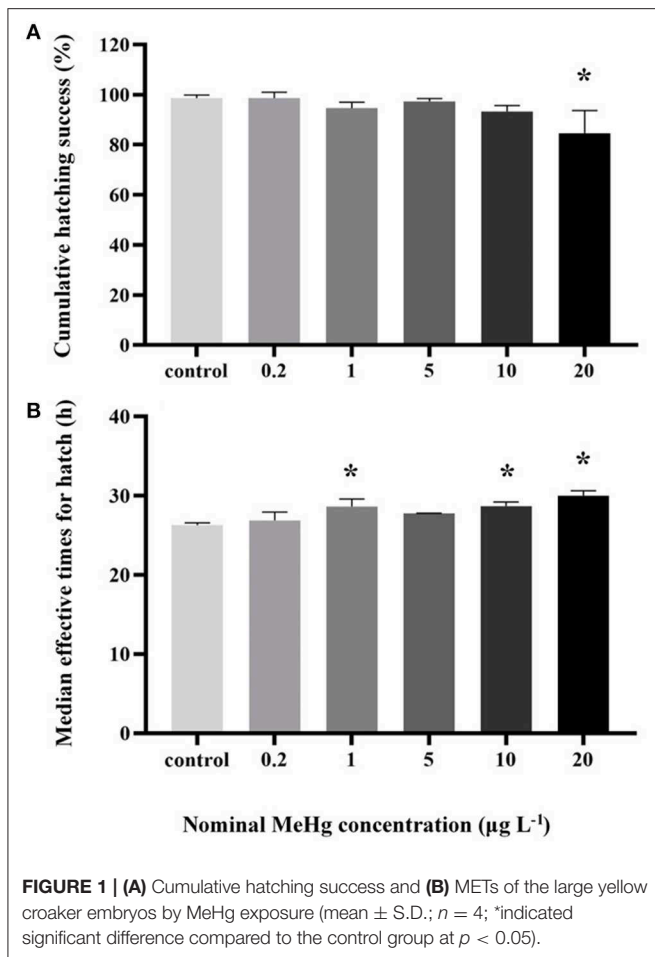 A
Cumulative hatching success (%)
120
100
80
60
40
20
0
*
control 0.2 1 5 10 20
B
Median effective times for hatch (h)
40
30
20
10
0
* * *
control 0.2 1 5 10 20
Nominal MeHg concentration (µg L⁻¹)
FIGURE 1 | (A) Cumulative hatching success and (B) METs of the large yellow
croaker embryos by MeHg exposure (mean ± S.D.; n = 4; *indicated
significant difference compared to the control group at p < 0.05).